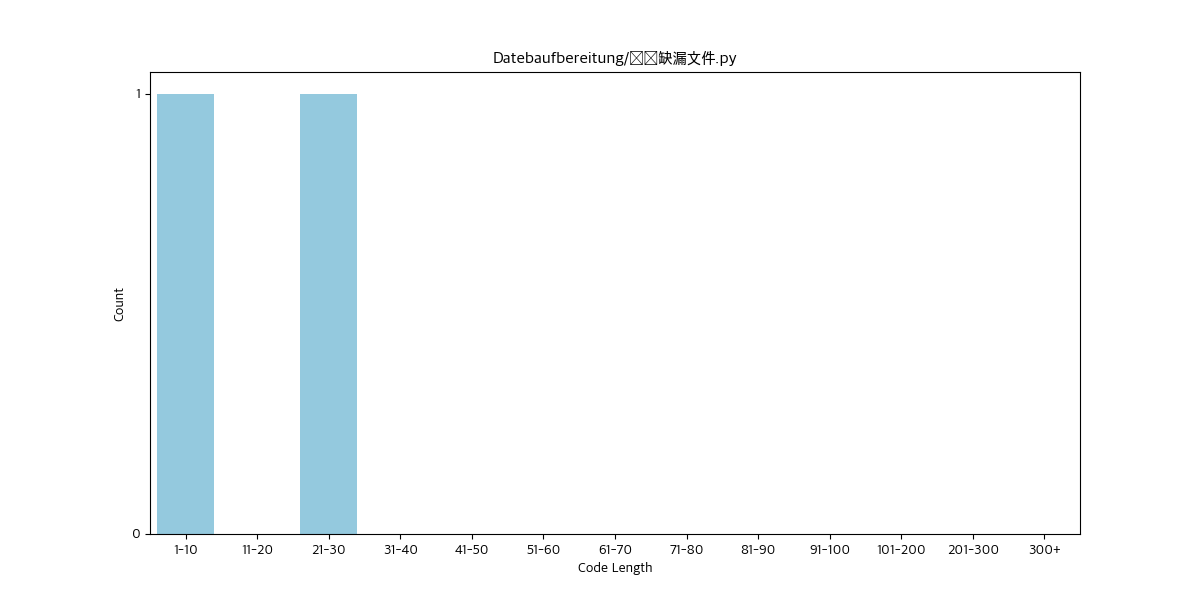 Datebaufbereitung/缺漏文件.py
1
Count
0
1-10 11-20 21-30 31-40 41-50 51-60 61-70 71-80 81-90 91-100 101-200 201-300 300+
Code Length